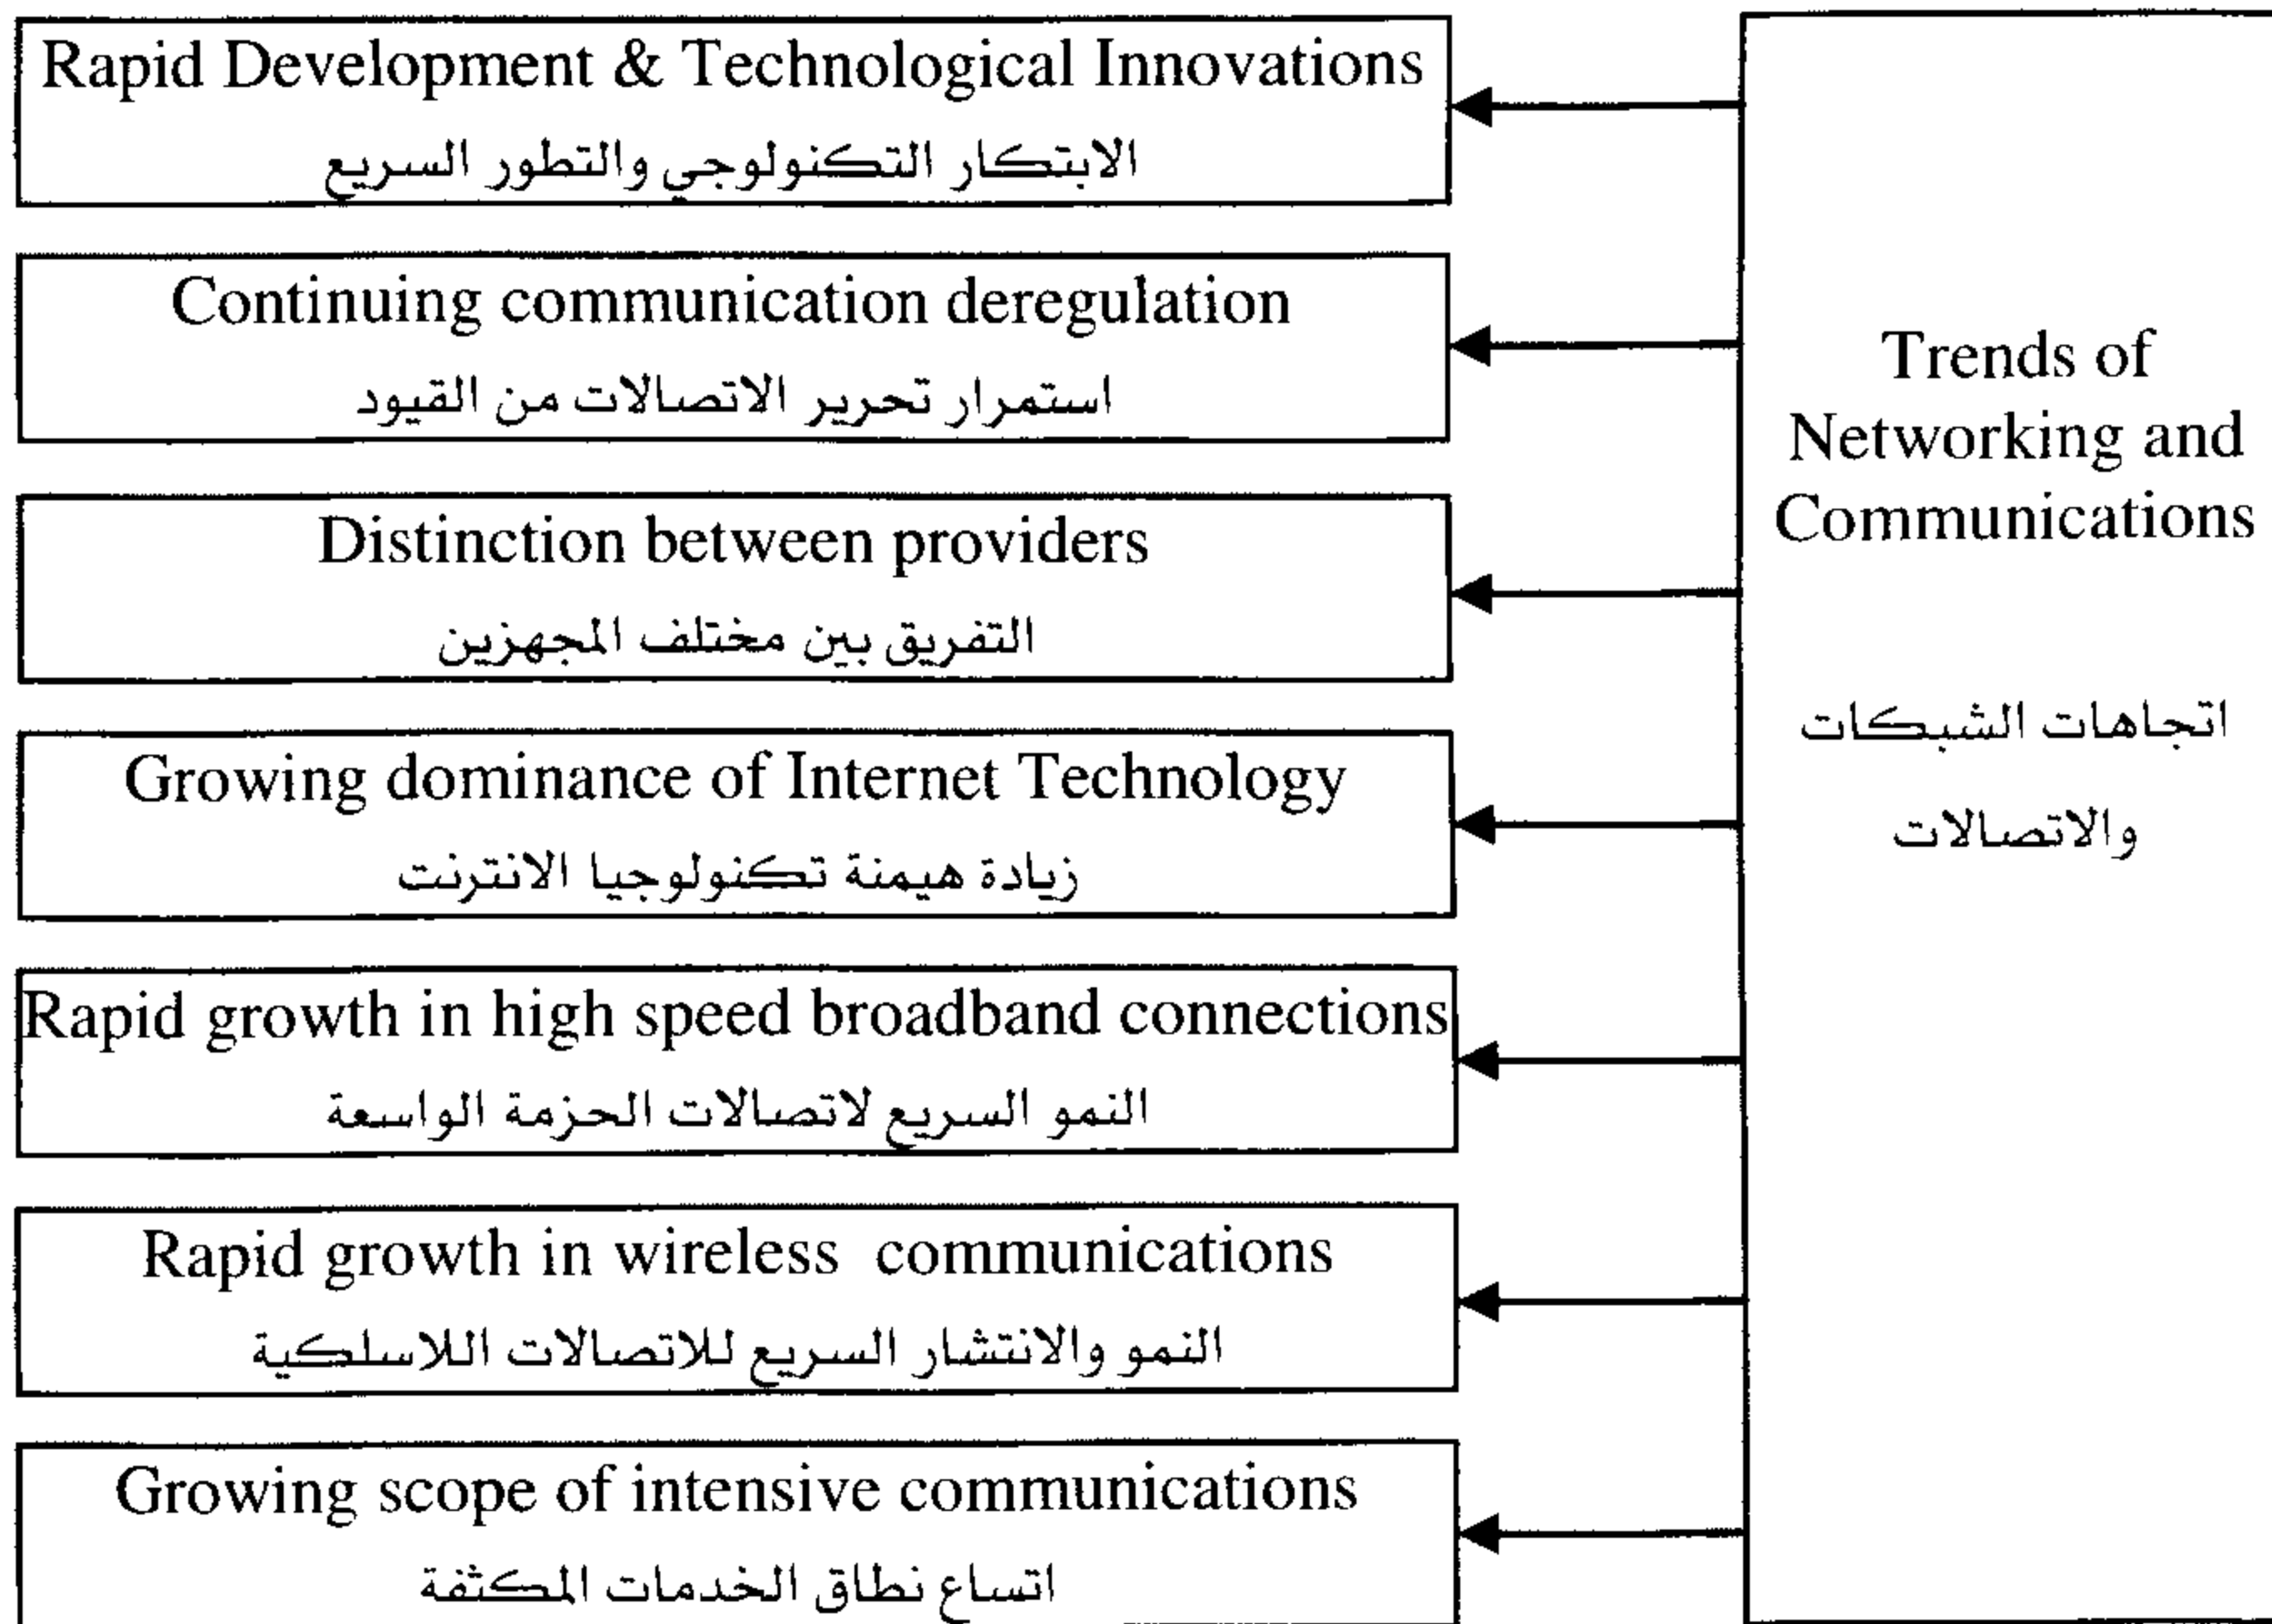 Rapid Development & Technological Innovations
الابتكار التكنولوجي والتطور السريع
Continuing communication deregulation
استمرار تحرير الاتصالات من القيود
Distinction between providers
التفريق بين مختلف المجهزين
Growing dominance of Internet Technology
زيادة هيمنة تكنولوجيا الانترنت
Rapid growth in high speed broadband connections
النمو السريع لاتصالات الحزمة الواسعة
Rapid growth in wireless communications
النمو والانتشار السريع للاتصالات اللاسلكية
Growing scope of intensive communications
اتساع نطاق الخدمات المكثفة
Trends of
Networking and
Communications
اتجاهات الشبكات
والاتصالات